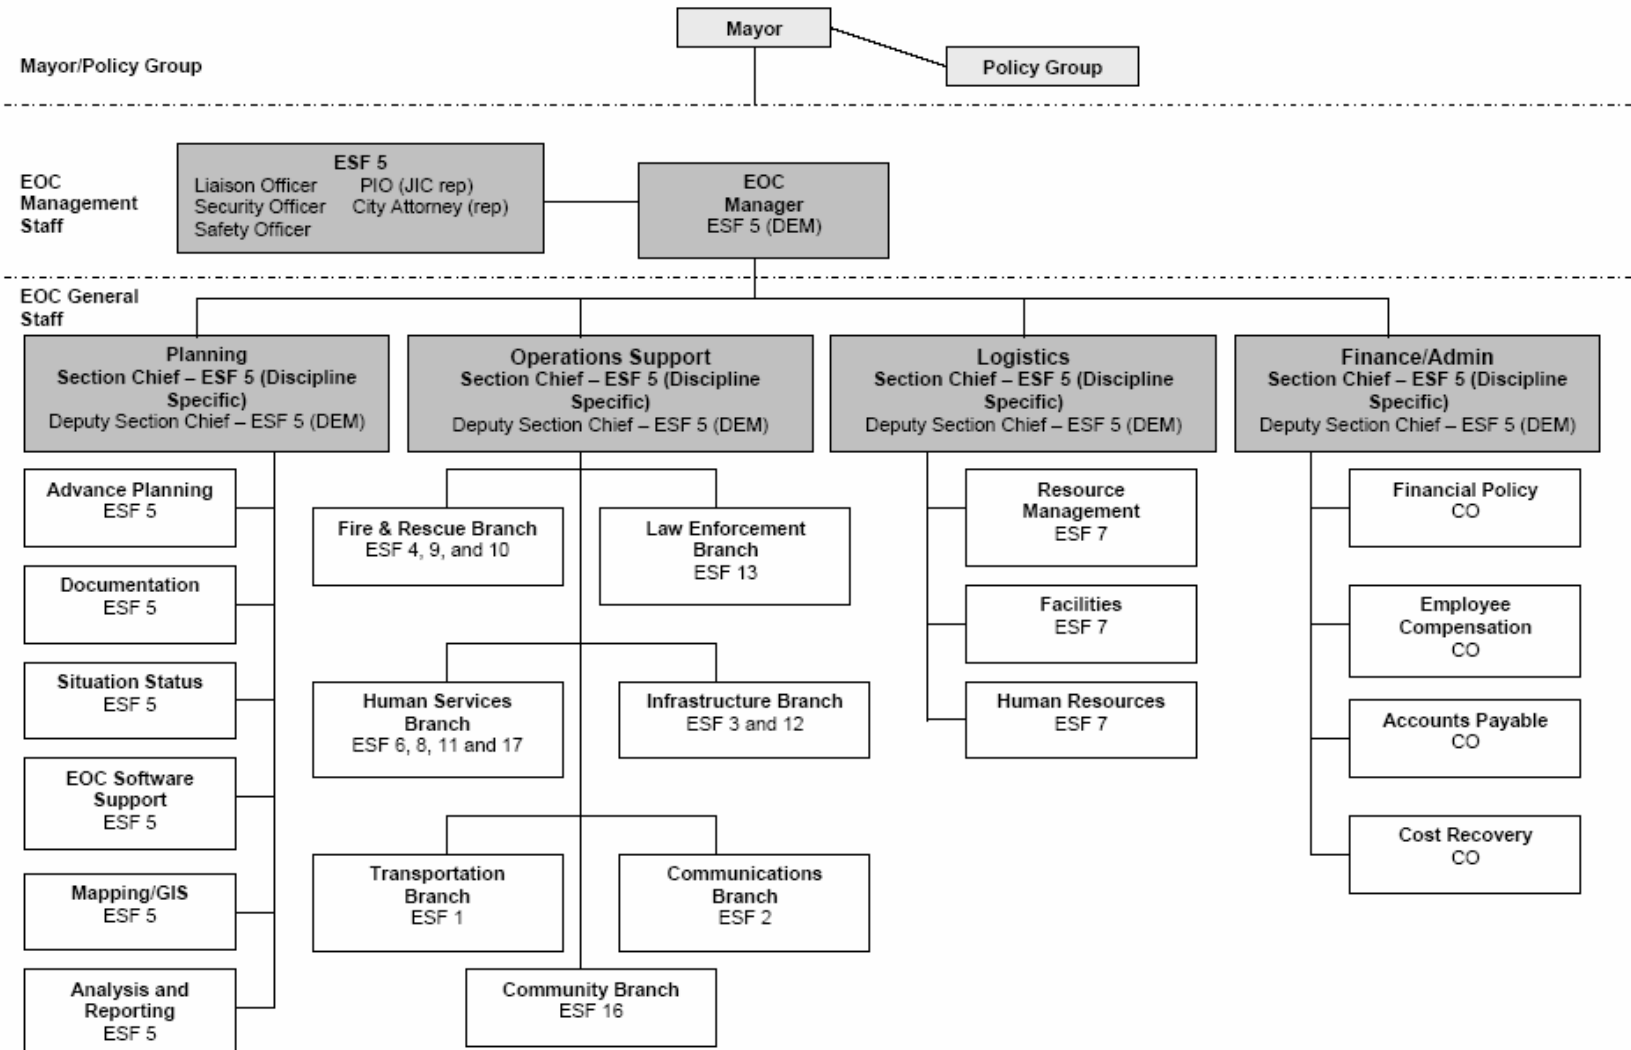 Mayor
Policy Group
Mayor/Policy Group
EOC
Management
Staff
ESF 5
Liaison Officer PIO (JIC rep)
Security Officer City Attorney (rep)
Safety Officer
EOC
Manager
ESF 5 (DEM)
EOC General
Staff
Planning
Section Chief – ESF 5 (Discipline
Specific)
Deputy Section Chief – ESF 5 (DEM)
Operations Support
Section Chief – ESF 5 (Discipline
Specific)
Deputy Section Chief – ESF 5 (DEM)
Logistics
Section Chief – ESF 5 (Discipline
Specific)
Deputy Section Chief – ESF 5 (DEM)
Finance/Admin
Section Chief – ESF 5 (Discipline
Specific)
Deputy Section Chief – ESF 5 (DEM)
Advance Planning
ESF 5
Documentation
ESF 5
Situation Status
ESF 5
EOC Software
Support
ESF 5
Mapping/GIS
ESF 5
Analysis and
Reporting
ESF 5
Fire & Rescue Branch
ESF 4, 9, and 10
Law Enforcement
Branch
ESF 13
Human Services
Branch
ESF 6, 8, 11 and 17
Infrastructure Branch
ESF 3 and 12
Transportation
Branch
ESF 1
Communications
Branch
ESF 2
Community Branch
ESF 16
Resource
Management
ESF 7
Facilities
ESF 7
Human Resources
ESF 7
Financial Policy
CO
Employee
Compensation
CO
Accounts Payable
CO
Cost Recovery
CO